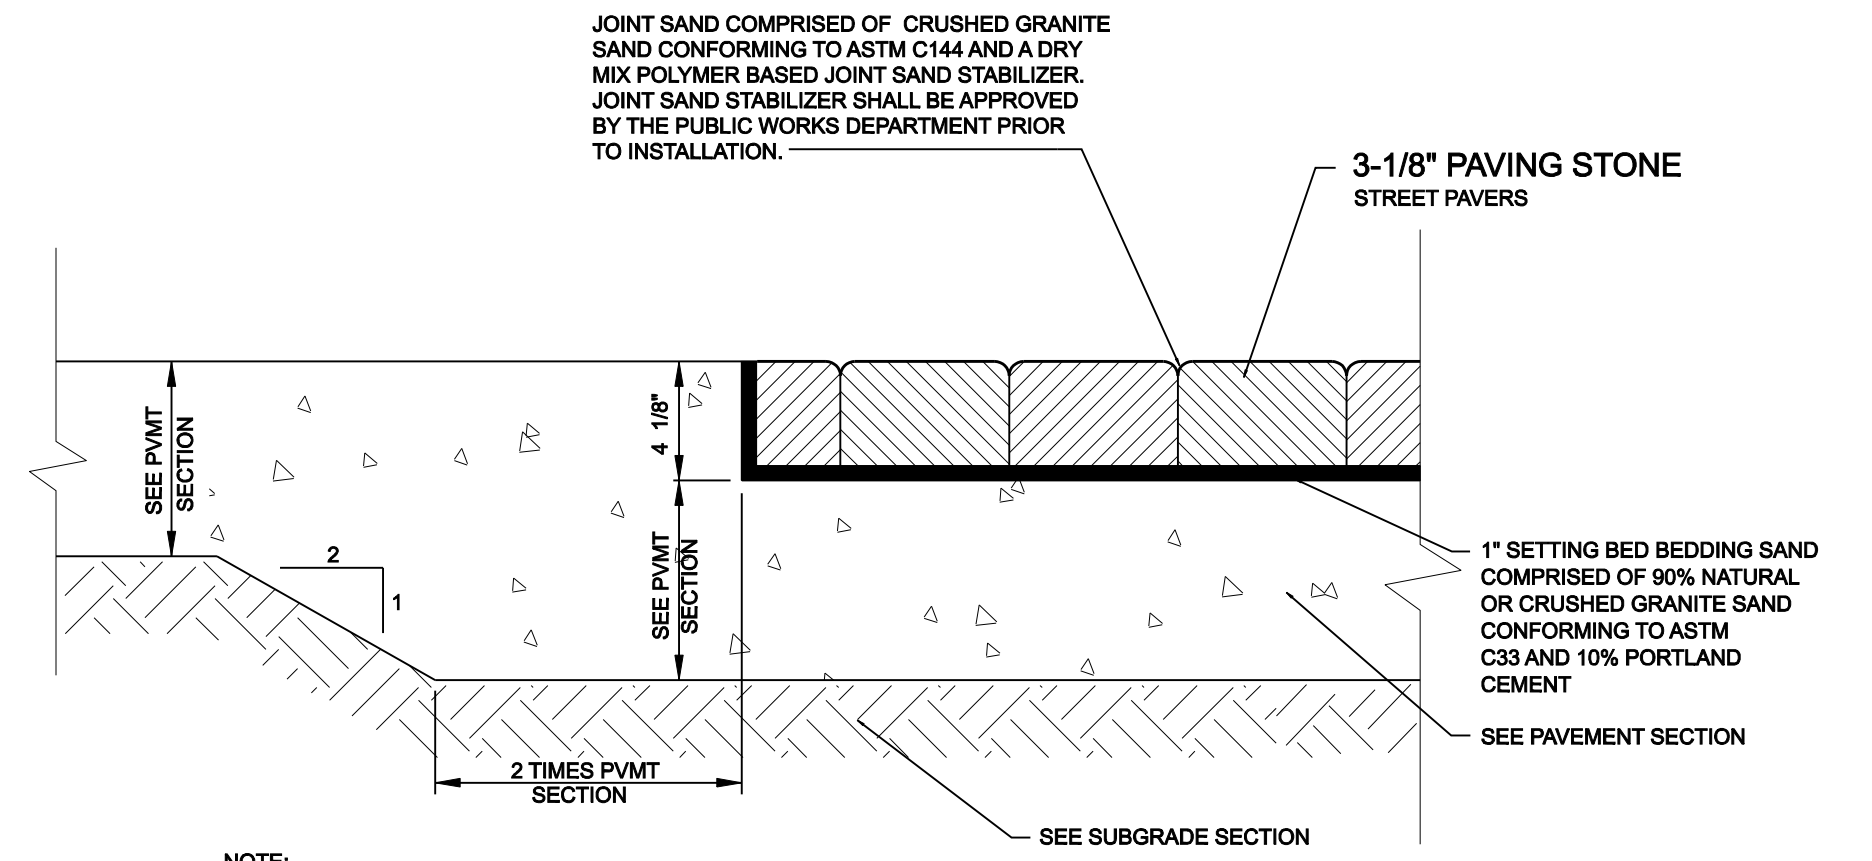 JOINT SAND COMPRISED OF CRUSHED GRANITE
SAND CONFORMING TO ASTM C144 AND A DRY
MIX POLYMER BASED JOINT SAND STABILIZER.
JOINT SAND STABILIZER SHALL BE APPROVED
BY THE PUBLIC WORKS DEPARTMENT PRIOR
TO INSTALLATION.
3-1/8" PAVING STONE
STREET PAVERS
SEE PVMT
SECTION
4 1/8"
2
1
SEE PVMT
SECTION
1" SETTING BED BEDDING SAND
COMPRISED OF 90% NATURAL
OR CRUSHED GRANITE SAND
CONFORMING TO ASTM
C33 AND 10% PORTLAND
CEMENT
SEE PAVEMENT SECTION
2 TIMES PVMT
SECTION
SEE SUBGRADE SECTION
NOTE: